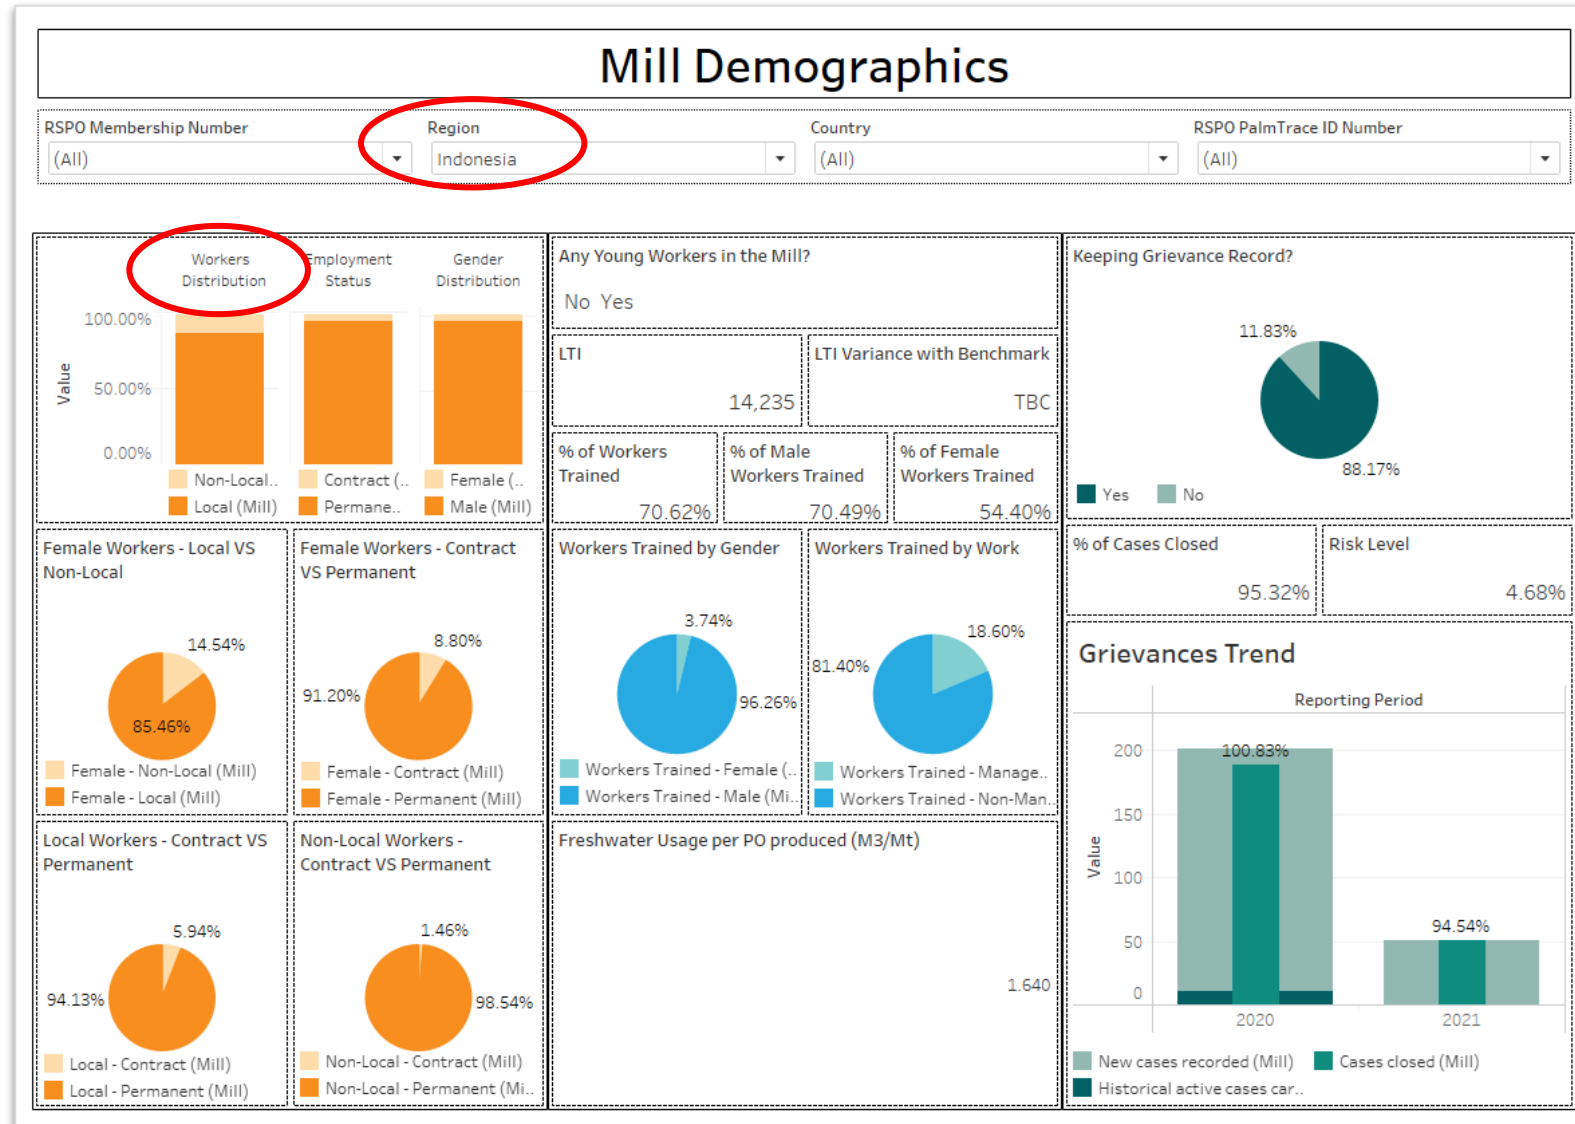 Mill Demographics
RSPO Membership Number
(All)
Region
Indonesia
Country
(All)
RSPO PalmTrace ID Number
(All)
Workers
Distribution
Employment
Status
Gender
Distribution
100.00%
50.00%
0.00%
Value
Non-Local..
Local (Mill)
Contract (..
Permane..
Female (..
Male (Mill)
Female Workers - Local VS
Non-Local
14.54%
85.46%
Female - Non-Local (Mill)
Female - Local (Mill)
Female Workers - Contract
VS Permanent
8.80%
91.20%
Female - Contract (Mill)
Female - Permanent (Mill)
Local Workers - Contract VS
Permanent
5.94%
94.13%
Local - Contract (Mill)
Local - Permanent (Mill)
Non-Local Workers -
Contract VS Permanent
1.46%
98.54%
Non-Local - Contract (Mill)
Non-Local - Permanent (Mi..
Any Young Workers in the Mill?
No Yes
LTI
14,235
LTI Variance with Benchmark
TBC
% of Workers
Trained
70.62%
% of Male
Workers Trained
70.49%
% of Female
Workers Trained
54.40%
Workers Trained by Gender
3.74%
96.26%
Workers Trained - Female (..
Workers Trained - Male (Mi..
Workers Trained by Work
18.60%
81.40%
Workers Trained - Manage..
Workers Trained - Non-Man..
Freshwater Usage per PO produced (M3/Mt)
1.640
Keeping Grievance Record?
11.83%
88.17%
Yes
No
% of Cases Closed
95.32%
Risk Level
4.68%
Grievances Trend
Reporting Period
200
150
100
50
0
Value
100.83%
94.54%
2020
2021
New cases recorded (Mill)
Cases closed (Mill)
Historical active cases car..